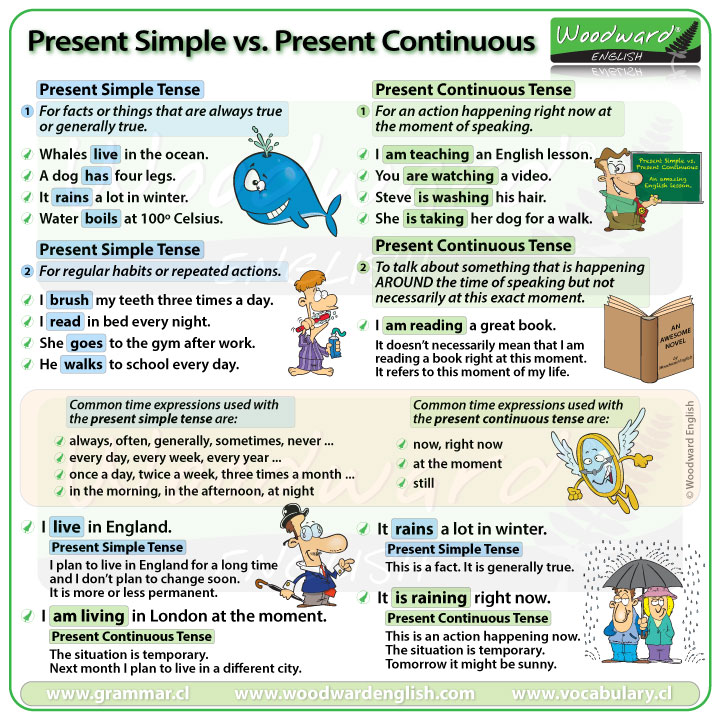 Present Simple vs. Present Continuous
Woodward®
ENGLISH
Present Simple Tense
1 For facts or things that are always true
or generally true.
Whales live in the ocean.
A dog has four legs.
It rains a lot in winter.
Water boils at 100º Celsius.
Present Continuous Tense
1 For an action happening right now at
the moment of speaking.
I am teaching an English lesson.
You are watching a video.
Steve is washing his hair.
She is taking her dog for a walk.
Present Simple vs.
Present Continuous
An amazing
English lesson.
Present Simple Tense
2 For regular habits or repeated actions.
I brush my teeth three times a day.
I read in bed every night.
She goes to the gym after work.
He walks to school every day.
Present Continuous Tense
2 To talk about something that is happening
AROUND the time of speaking but not
necessarily at this exact moment.
I am reading a great book.
It doesn't necessarily mean that I am
reading a book right at this moment.
It refers to this moment of my life.
AN
AWESOME
NOVEL
by
Woodward English
Common time expressions used with
the present simple tense are:
always, often, generally, sometimes, never ...
every day, every week, every year ...
once a day, twice a week, three times a month ...
in the morning, in the afternoon, at night
Common time expressions used with
the present continuous tense are:
now, right now
at the moment
still
© Woodward English
I live in England.
Present Simple Tense
I plan to live in England for a long time
and I don't plan to change soon.
It is more or less permanent.
I am living in London at the moment.
Present Continuous Tense
The situation is temporary.
Next month I plan to live in a different city.
It rains a lot in winter.
Present Simple Tense
This is a fact. It is generally true.
It is raining right now.
Present Continuous Tense
This is an action happening now.
The situation is temporary.
Tomorrow it might be sunny.
www.grammar.cl www.woodwardenglish.com www.vocabulary.cl